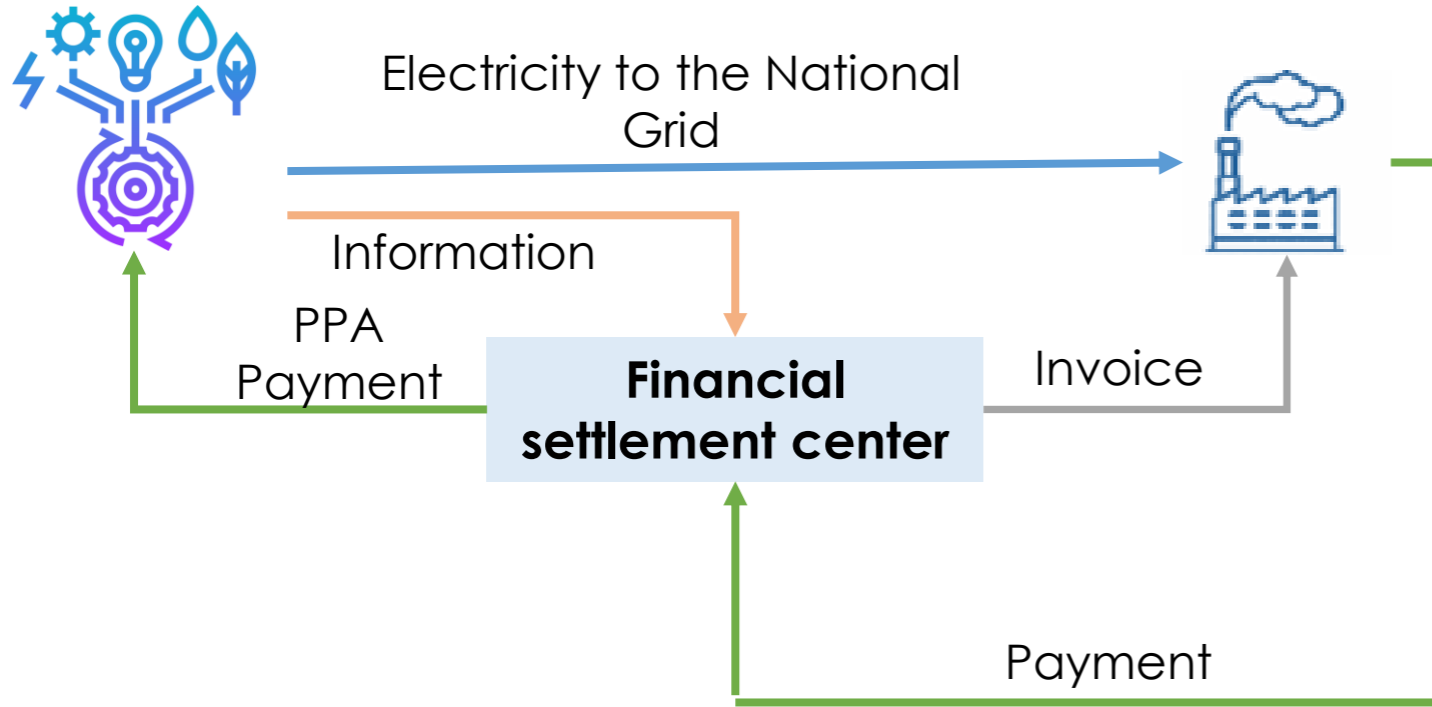 Electricity to the National
Grid
Information
PPA
Payment
Financial
settlement center
Invoice
Payment